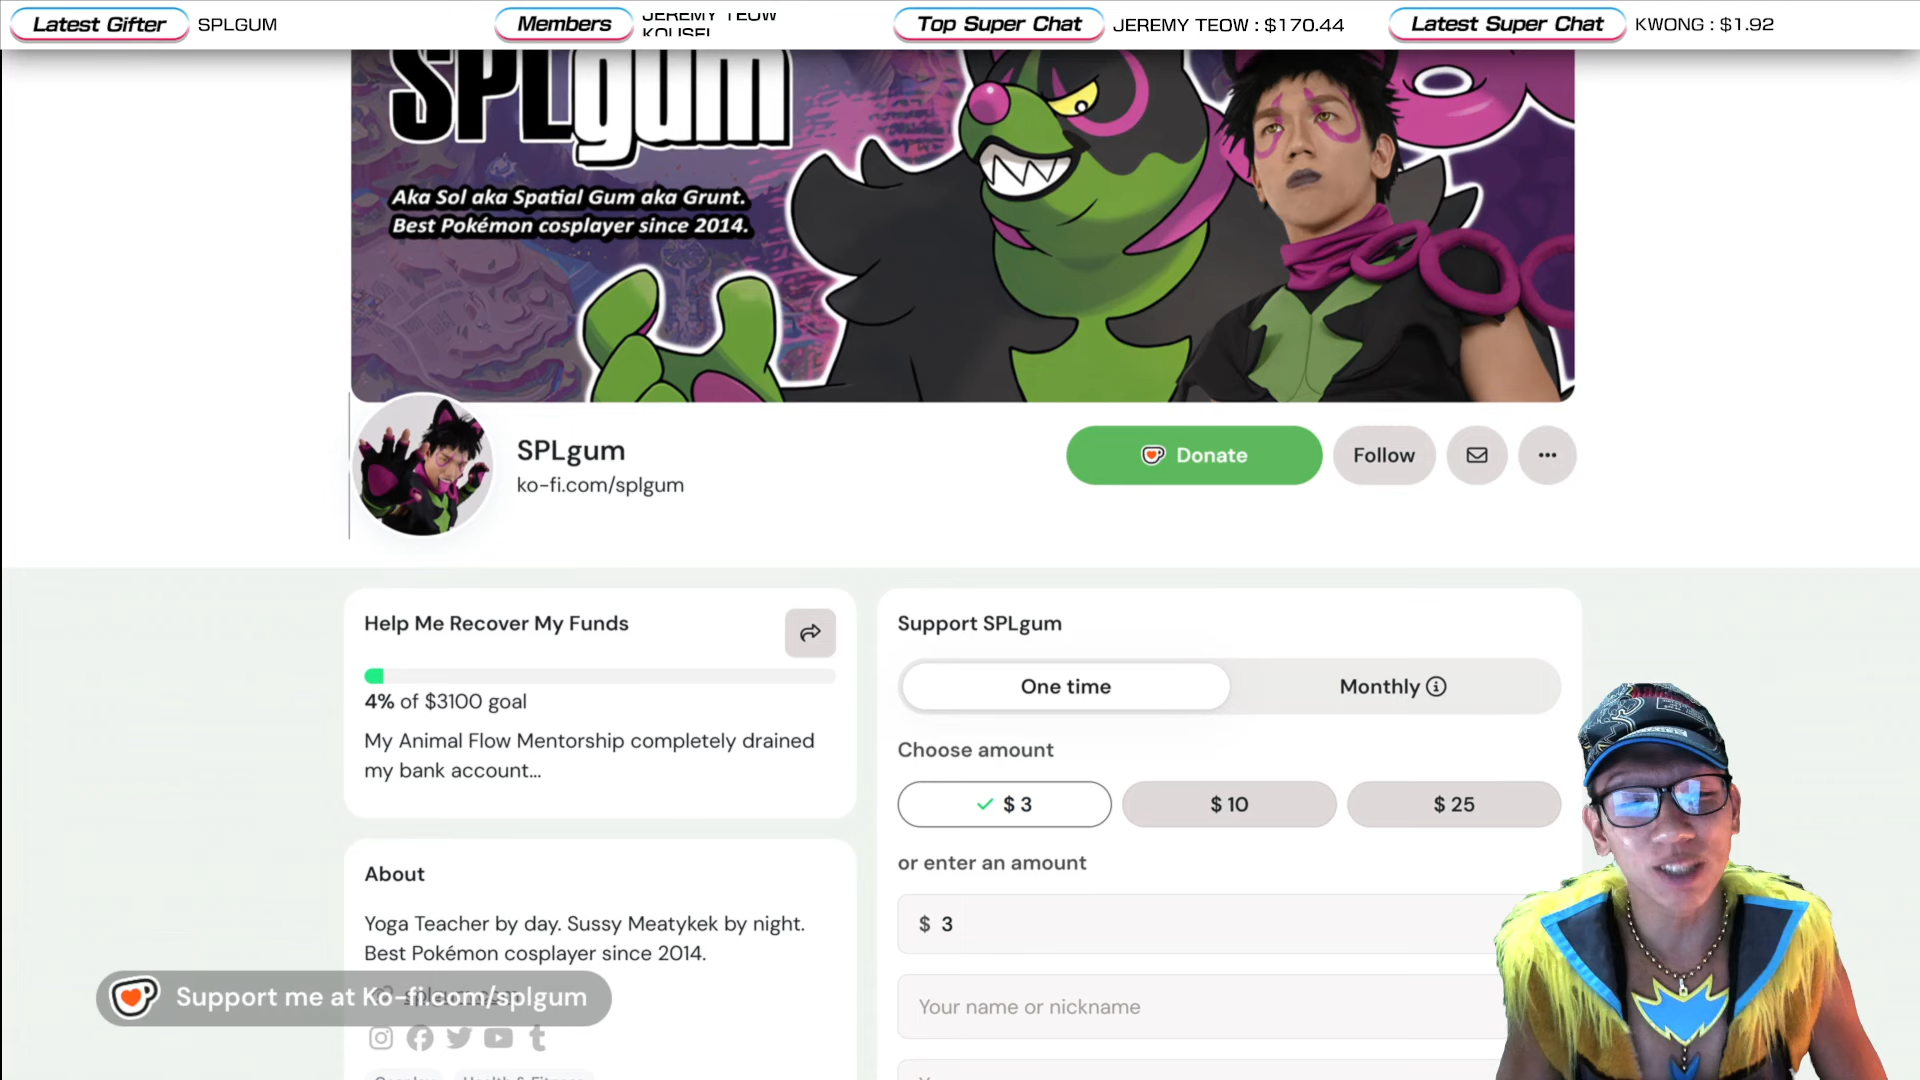 Latest Gifter SPLGUM Members JEREMY TEOW Top Super Chat JEREMY TEOW : $170.44 Latest Super Chat KWONG : $1.92
KOUSEI
SPLgum
Aka Sol aka Spatial Gum aka Grunt.
Best Pokémon cosplayer since 2014.
SPLgum
ko-fi.com/splgum
Donate Follow
Help Me Recover My Funds
4% of $3100 goal
My Animal Flow Mentorship completely drained
my bank account...
About
Yoga Teacher by day. Sussy Meatykek by night.
Best Pokémon cosplayer since 2014.
Support me at Ko-fi.com/splgum
Support SPLgum
One time Monthly
Choose amount
$ 3 $ 10 $ 25
or enter an amount
$ 3
Your name or nickname